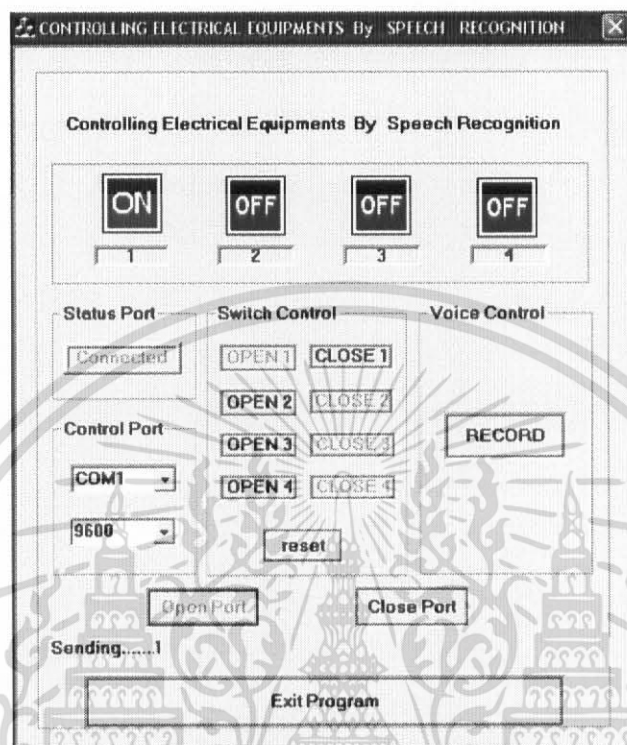 CONTROLLING ELECTRICAL EQUIPMENTS By SPEECH RECOGNITION
Controlling Electrical Equipments By Speech Recognition
ON OFF OFF OFF
1 2 3 4
Status Port
Connected
Control Port
COM1
9600
Switch Control
OPEN 1 CLOSE 1
OPEN 2 CLOSE 2
OPEN 3 CLOSE 3
OPEN 4 CLOSE 4
reset
Voice Control
RECORD
Open Port Close Port
Sending.......1
Exit Program